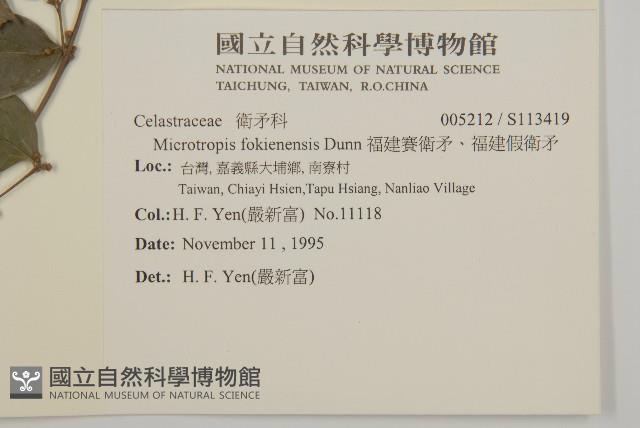 國立自然科學博物館
NATIONAL MUSEUM OF NATURAL SCIENCE
TAICHUNG, TAIWAN, R.O.CHINA
Celastraceae 衛矛科 005212 / S113419
Microtropis fokienensis Dunn 福建賽衛矛、福建假衛矛
Loc.: 台灣, 嘉義縣大埔鄉, 南寮村
Taiwan, Chiayi Hsien,Tapu Hsiang, Nanliao Village
Col.: H. F. Yen(嚴新富) No.11118
Date: November 11 , 1995
Det.: H. F. Yen(嚴新富)
國立自然科學博物館
NATIONAL MUSEUM OF NATURAL SCIENCE